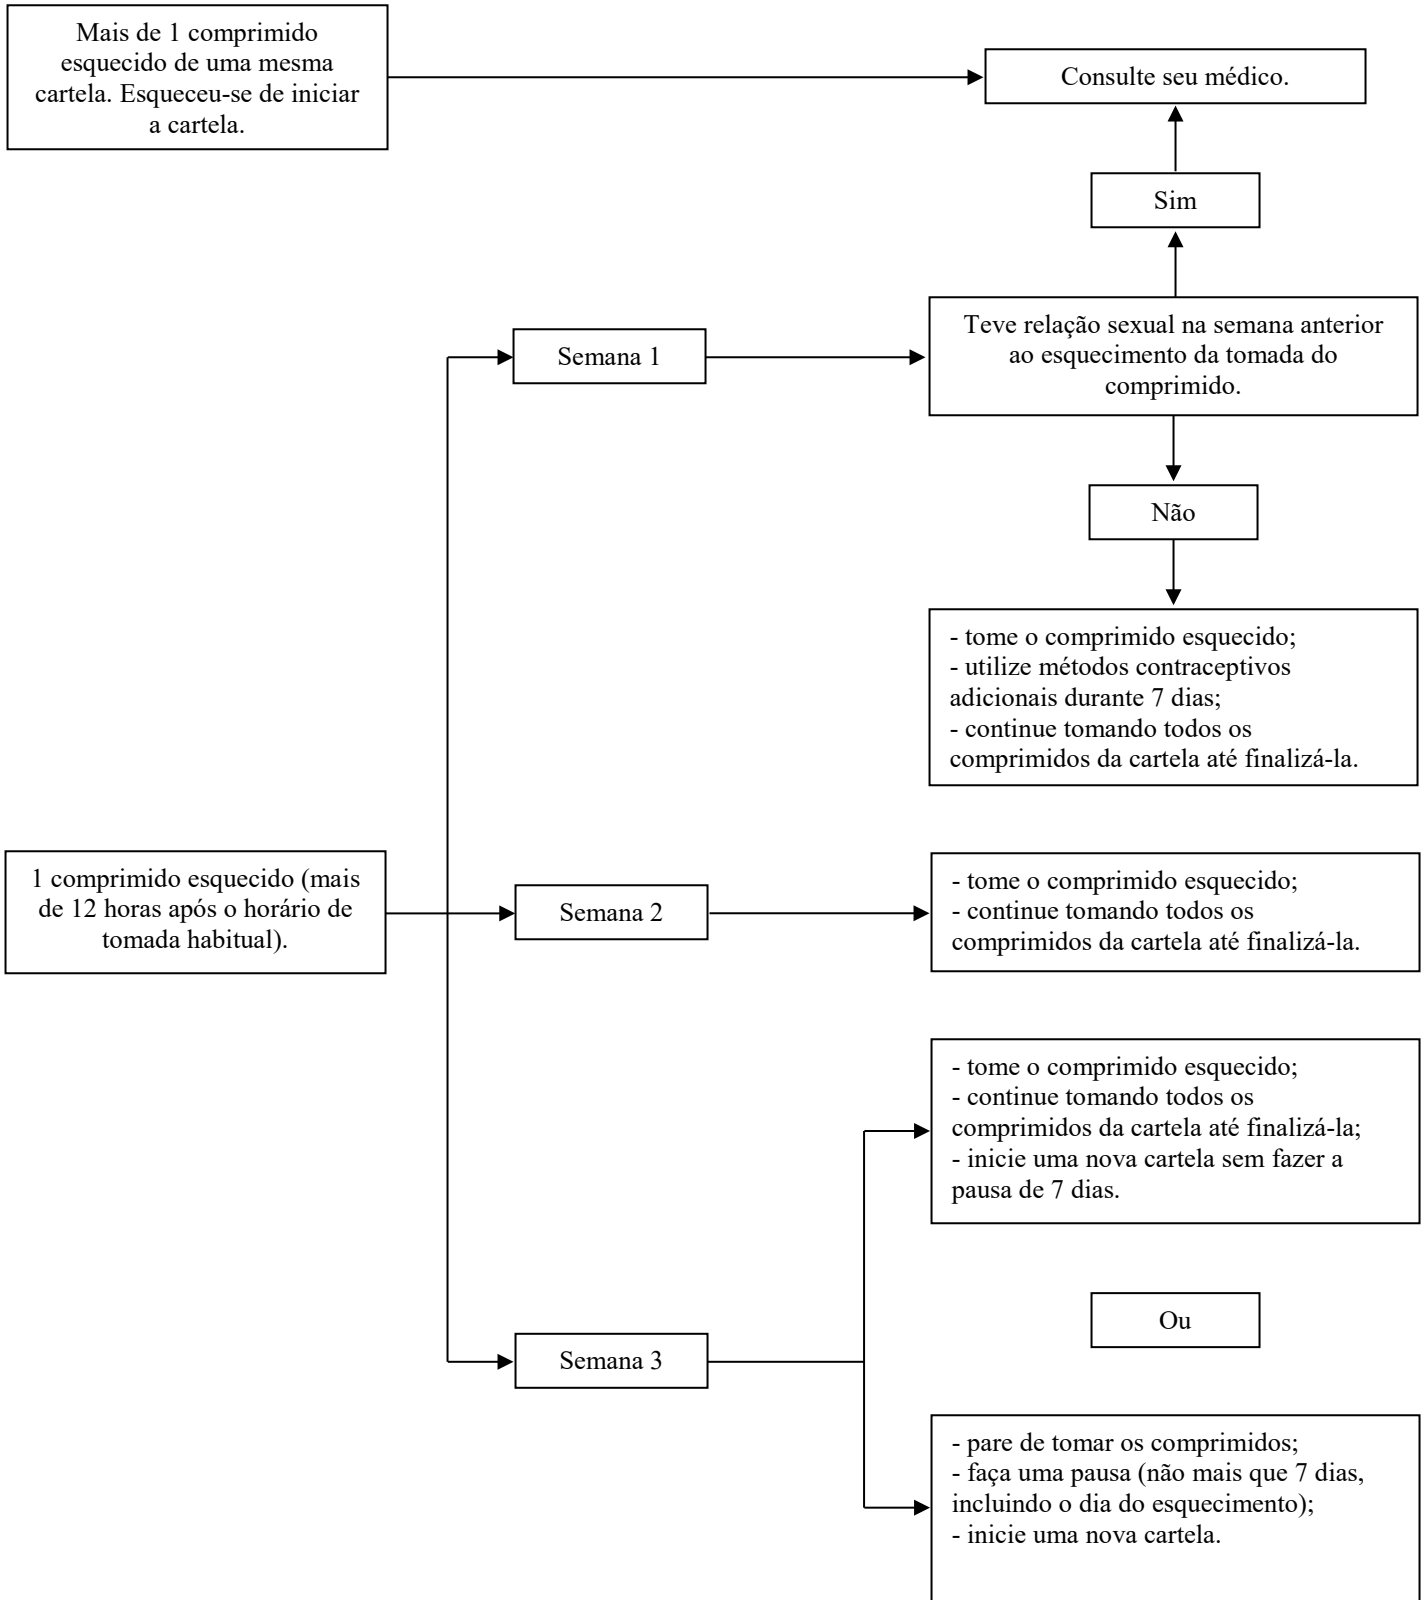 Mais de 1 comprimido
esquecido de uma mesma
cartela. Esqueceu-se de iniciar
a cartela.
Consulte seu médico.
Sim
Semana 1
Teve relação sexual na semana anterior
ao esquecimento da tomada do
comprimido.
Não
- tome o comprimido esquecido;
- utilize métodos contraceptivos
adicionais durante 7 dias;
- continue tomando todos os
comprimidos da cartela até finalizá-la.
1 comprimido esquecido (mais
de 12 horas após o horário de
tomada habitual).
Semana 2
- tome o comprimido esquecido;
- continue tomando todos os
comprimidos da cartela até finalizá-la.
Semana 3
- tome o comprimido esquecido;
- continue tomando todos os
comprimidos da cartela até finalizá-la;
- inicie uma nova cartela sem fazer a
pausa de 7 dias.
Ou
- pare de tomar os comprimidos;
- faça uma pausa (não mais que 7 dias,
incluindo o dia do esquecimento);
- inicie uma nova cartela.